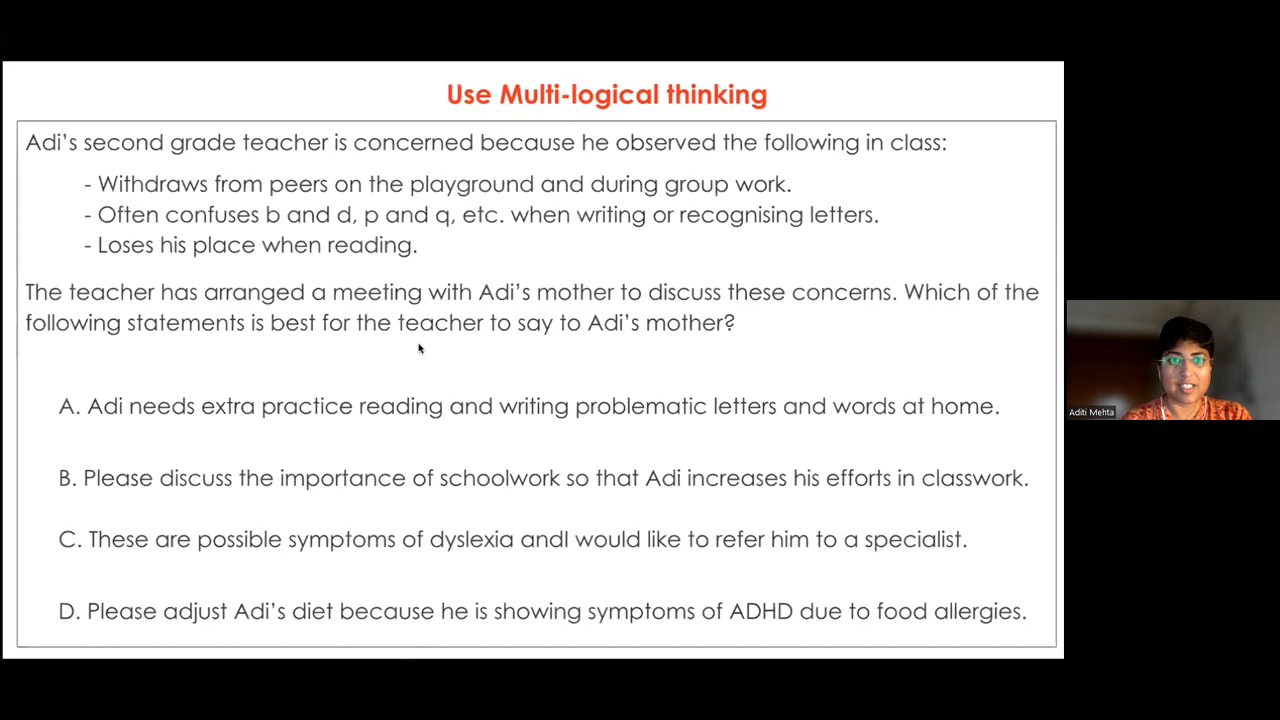 Use Multi-logical thinking
Adi's second grade teacher is concerned because he observed the following in class:
- Withdraws from peers on the playground and during group work.
- Often confuses b and d, p and q, etc. when writing or recognising letters.
- Loses his place when reading.
The teacher has arranged a meeting with Adi's mother to discuss these concerns. Which of the
following statements is best for the teacher to say to Adi's mother?
A. Adi needs extra practice reading and writing problematic letters and words at home.
B. Please discuss the importance of schoolwork so that Adi increases his efforts in classwork.
C. These are possible symptoms of dyslexia andI would like to refer him to a specialist.
D. Please adjust Adi's diet because he is showing symptoms of ADHD due to food allergies.
Aditi Mehta